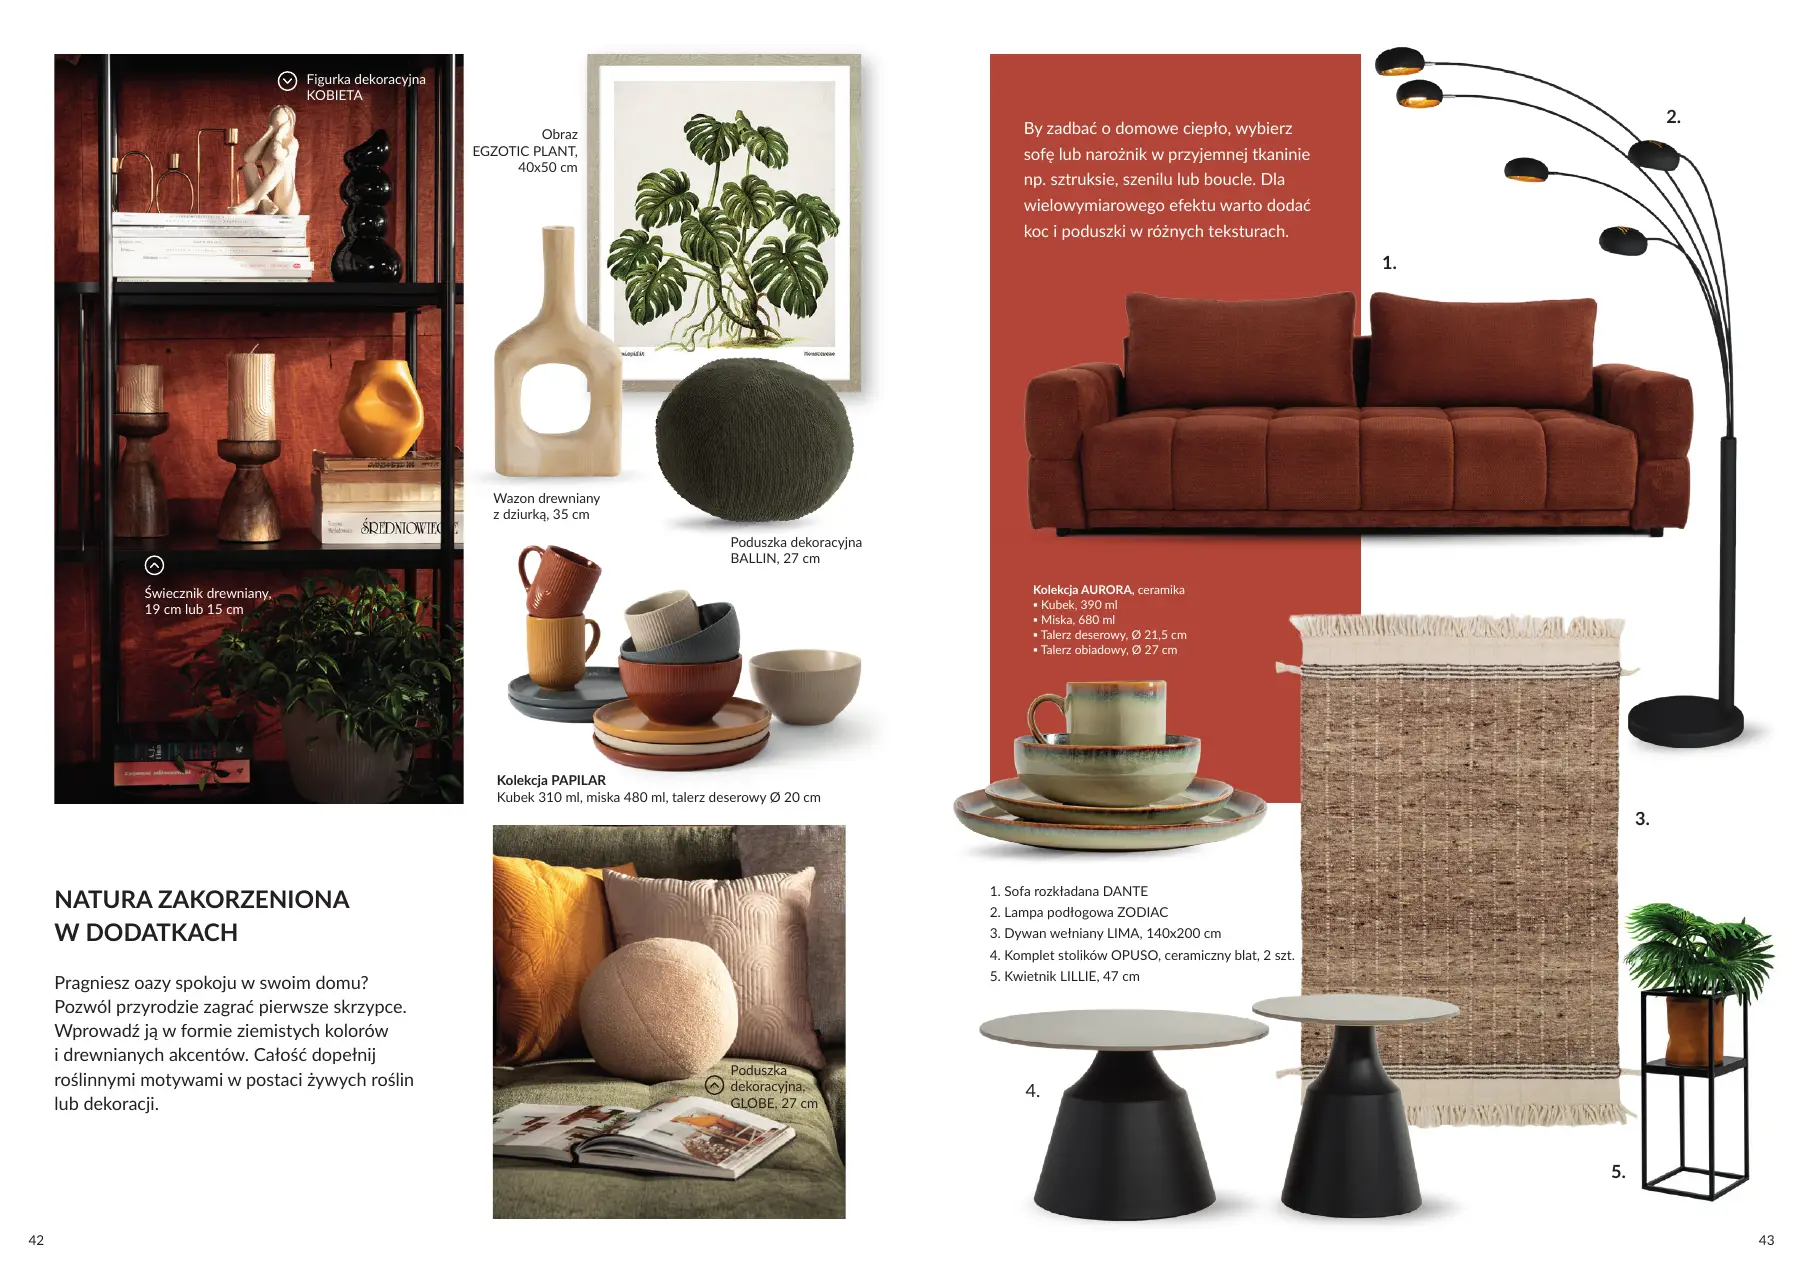 Figurka dekoracyjna
KOBIETA
Obraz
EGZOTIC PLANT,
40x50 cm
Wazon drewniany
z dziurką, 35 cm
Poduszka dekoracyjna
BALLIN, 27 cm
ŚREDNIOWIECZE
Świecznik drewniany,
19 cm lub 15 cm
Kolekcja PAPILAR
Kubek 310 ml, miska 480 ml, talerz deserowy Ø 20 cm
NATURA ZAKORZENIONA
W DODATKACH
Pragniesz oazy spokoju w swoim domu?
Pozwól przyrodzie zagrać pierwsze skrzypce.
Wprowadź ją w formie ziemistych kolorów
i drewnianych akcentów. Całość dopełnij
roślinnymi motywami w postaci żywych roślin
lub dekoracji.
Poduszka
dekoracyjna,
GLOBE, 27 cm
42
By zadbać o domowe ciepło, wybierz
sofę lub narożnik w przyjemnej tkaninie
np. sztruksie, szenilu lub boucle. Dla
wielowymiarowego efektu warto dodać
koc i poduszki w różnych teksturach.
1.
2.
Kolekcja AURORA, ceramika
▪ Kubek, 390 ml
▪ Miska, 680 ml
▪ Talerz deserowy, Ø 21,5 cm
▪ Talerz obiadowy, Ø 27 cm
3.
1. Sofa rozkładana DANTE
2. Lampa podłogowa ZODIAC
3. Dywan wełniany LIMA, 140x200 cm
4. Komplet stolików OPUSO, ceramiczny blat, 2 szt.
5. Kwietnik LILLIE, 47 cm
4.
5.
43